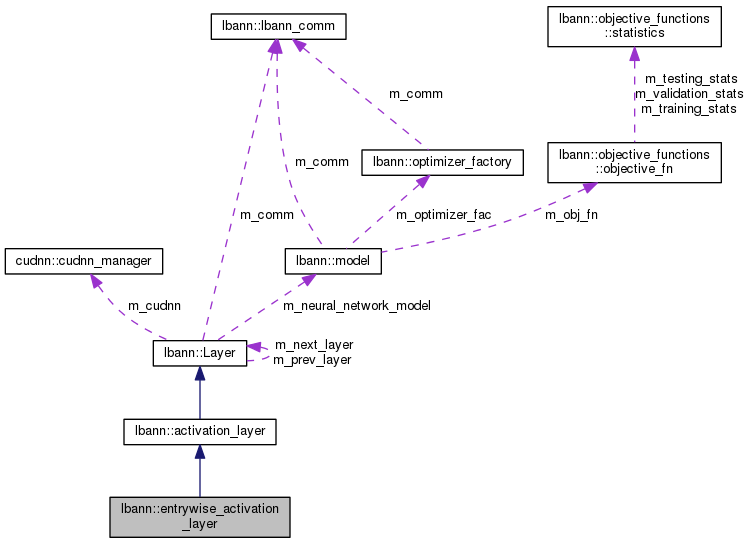 lbann::lbann_comm
lbann::objective_functions
::statistics
m_testing_stats
m_validation_stats
m_training_stats
m_comm
lbann::optimizer_factory
lbann::objective_functions
::objective_fn
m_comm
m_comm
m_optimizer_fac
m_obj_fn
cudnn::cudnn_manager
lbann::model
m_cudnn
m_neural_network_model
lbann::Layer
m_next_layer
m_prev_layer
lbann::activation_layer
lbann::entrywise_activation
_layer